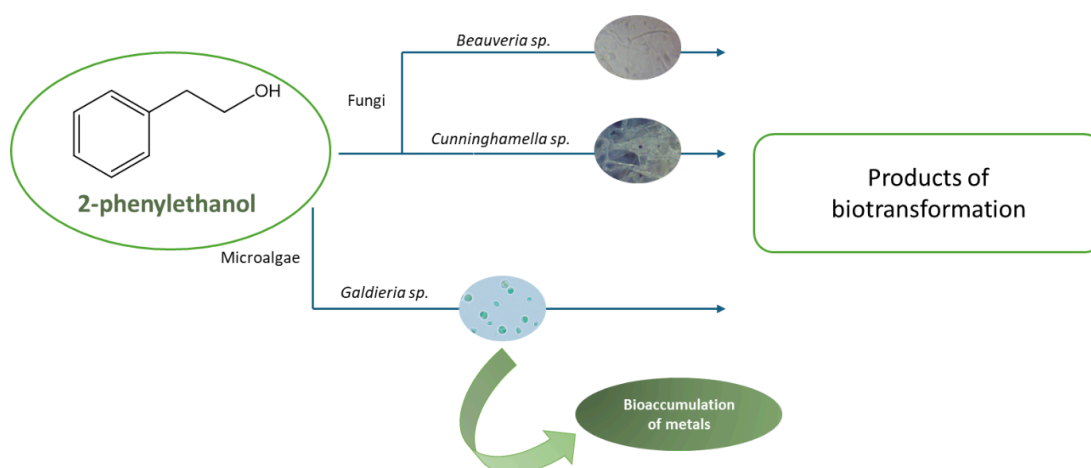 Beauveria sp.
OH
Fungi
Cunninghamella sp.
2-phenylethanol
Products of
biotransformation
Microalgae
Galdieria sp.
Bioaccumulation
of metals